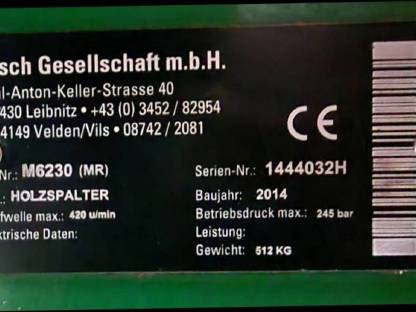 sch Gesellschaft m.b.H.
l-Anton-Keller-Strasse 40
430 Leibnitz • +43 (0) 3452 / 82954
4149 Velden/Vils • 08742 / 2081
CE
Nr.: M6230 (MR)
Serien-Nr.: 1444032H
.: HOLZSPALTER
Baujahr: 2014
fwelle max.: 420 u/min
Betriebsdruck max.: 245 bar
ktrische Daten:
Leistung:
Gewicht: 512 KG